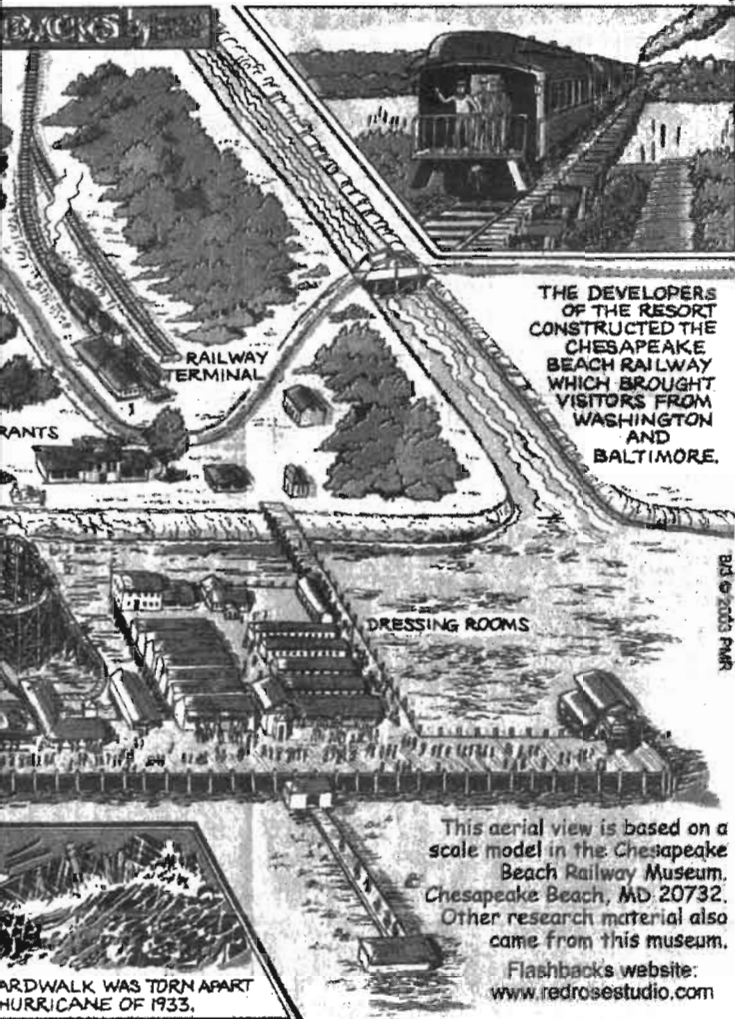 BACKS by
THE DEVELOPERS
OF THE RESORT
CONSTRUCTED THE
CHESAPEAKE
BEACH RAILWAY
WHICH BROUGHT
VISITORS FROM
WASHINGTON
AND
BALTIMORE.
RAILWAY
TERMINAL
RANTS
DRESSING ROOMS
© 2003 PMR
This aerial view is based on a
scale model in the Chesapeake
Beach Railway Museum.
Chesapeake Beach, MD 20732.
Other research material also
came from this museum.
Flashbacks website:
www.redrosestudio.com
ARDWALK WAS TORN APART
HURRICANE OF 1933.